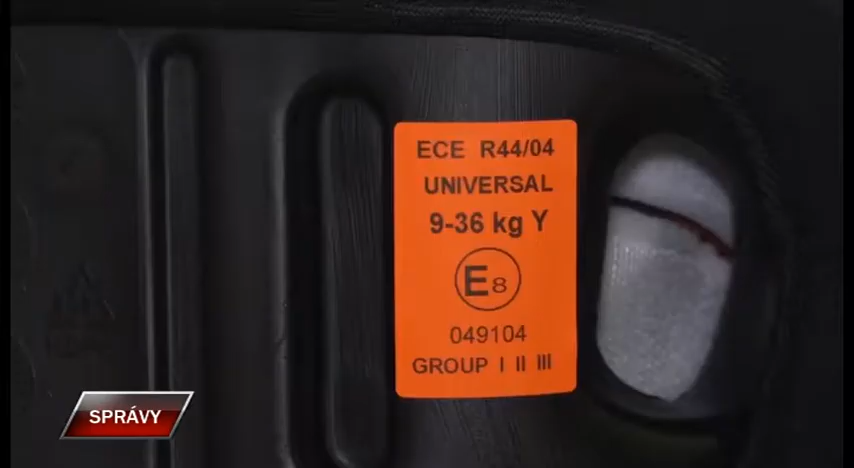 ECE R44/04
UNIVERSAL
9-36 kg Y
E8
049104
GROUP I II III
SPRÁVY